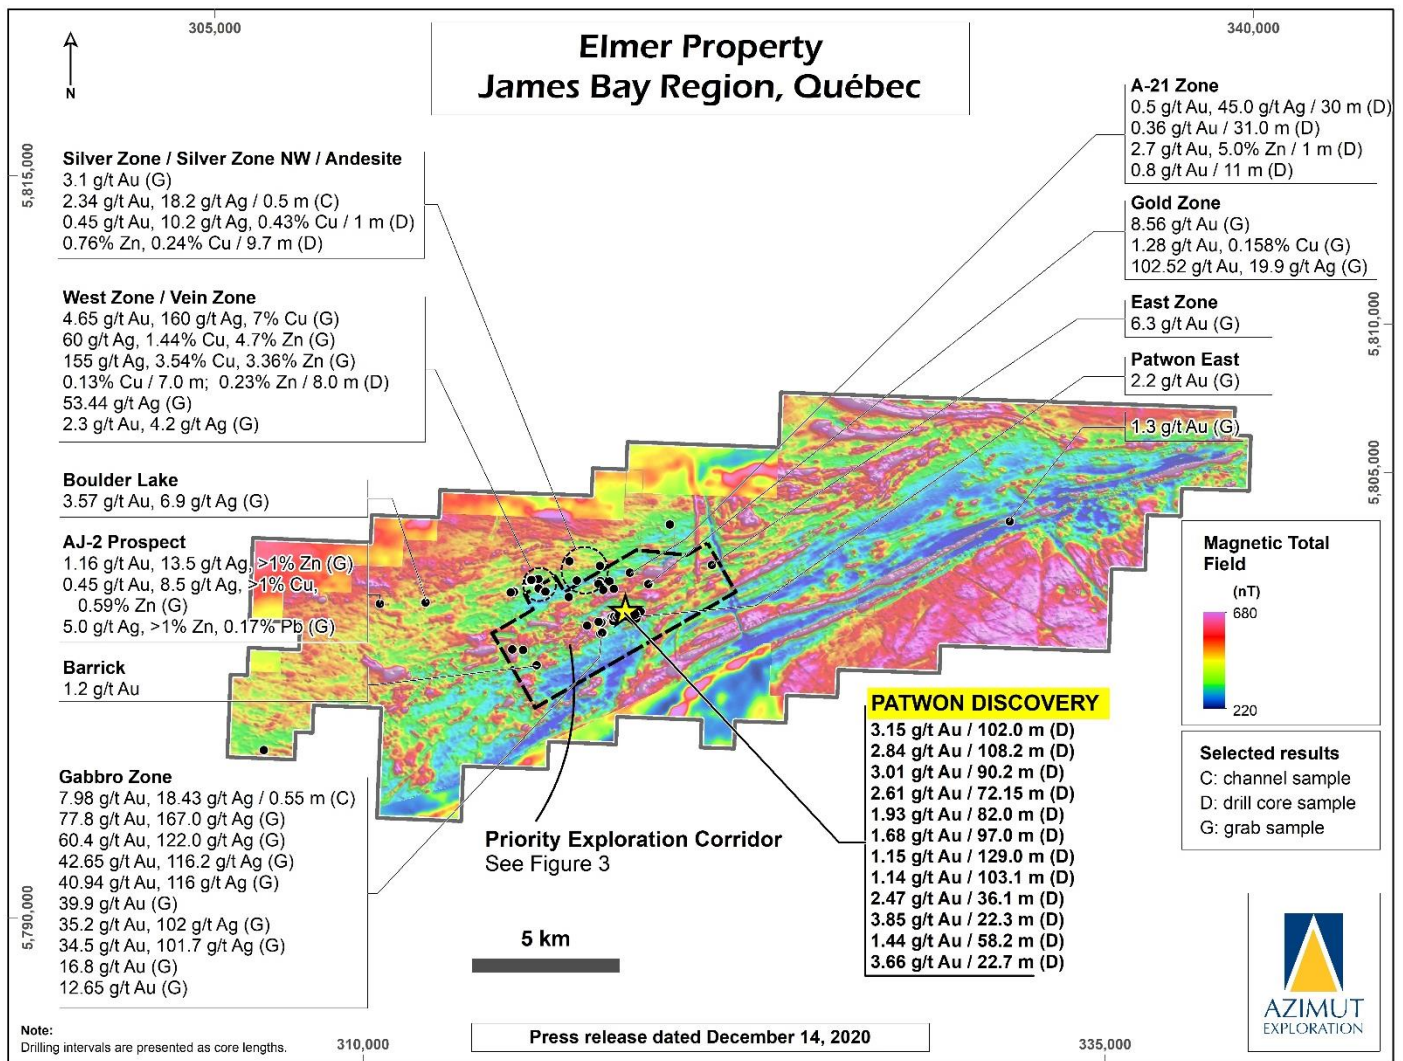 305,000
340,000
Elmer Property
James Bay Region, Québec
N
5,815,000
Silver Zone / Silver Zone NW / Andesite
3.1 g/t Au (G)
2.34 g/t Au, 18.2 g/t Ag / 0.5 m (C)
0.45 g/t Au, 10.2 g/t Ag, 0.43% Cu / 1 m (D)
0.76% Zn, 0.24% Cu / 9.7 m (D)
West Zone / Vein Zone
4.65 g/t Au, 160 g/t Ag, 7% Cu (G)
60 g/t Ag, 1.44% Cu, 4.7% Zn (G)
155 g/t Ag, 3.54% Cu, 3.36% Zn (G)
0.13% Cu / 7.0 m; 0.23% Zn / 8.0 m (D)
53.44 g/t Ag (G)
2.3 g/t Au, 4.2 g/t Ag (G)
Boulder Lake
3.57 g/t Au, 6.9 g/t Ag (G)
AJ-2 Prospect
1.16 g/t Au, 13.5 g/t Ag, >1% Zn (G)
0.45 g/t Au, 8.5 g/t Ag, >1% Cu,
0.59% Zn (G)
5.0 g/t Ag, >1% Zn, 0.17% Pb (G)
Barrick
1.2 g/t Au
Gabbro Zone
7.98 g/t Au, 18.43 g/t Ag / 0.55 m (C)
77.8 g/t Au, 167.0 g/t Ag (G)
60.4 g/t Au, 122.0 g/t Ag (G)
42.65 g/t Au, 116.2 g/t Ag (G)
40.94 g/t Au, 116 g/t Ag (G)
39.9 g/t Au (G)
35.2 g/t Au, 102 g/t Ag (G)
34.5 g/t Au, 101.7 g/t Ag (G)
16.8 g/t Au (G)
12.65 g/t Au (G)
5,790,000
A-21 Zone
0.5 g/t Au, 45.0 g/t Ag / 30 m (D)
0.36 g/t Au / 31.0 m (D)
2.7 g/t Au, 5.0% Zn / 1 m (D)
0.8 g/t Au / 11 m (D)
Gold Zone
8.56 g/t Au (G)
1.28 g/t Au, 0.158% Cu (G)
102.52 g/t Au, 19.9 g/t Ag (G)
East Zone
6.3 g/t Au (G)
Patwon East
2.2 g/t Au (G)
1.3 g/t Au (G)
5,810,000
5,805,000
Magnetic Total
Field
(nT)
680
220
Selected results
C: channel sample
D: drill core sample
G: grab sample
PATWON DISCOVERY
3.15 g/t Au / 102.0 m (D)
2.84 g/t Au / 108.2 m (D)
3.01 g/t Au / 90.2 m (D)
2.61 g/t Au / 72.15 m (D)
1.93 g/t Au / 82.0 m (D)
1.68 g/t Au / 97.0 m (D)
1.15 g/t Au / 129.0 m (D)
1.14 g/t Au / 103.1 m (D)
2.47 g/t Au / 36.1 m (D)
3.85 g/t Au / 22.3 m (D)
1.44 g/t Au / 58.2 m (D)
3.66 g/t Au / 22.7 m (D)
Priority Exploration Corridor
See Figure 3
5 km
AZIMUT
EXPLORATION
Note:
Drilling intervals are presented as core lengths.
Press release dated December 14, 2020
310,000
335,000